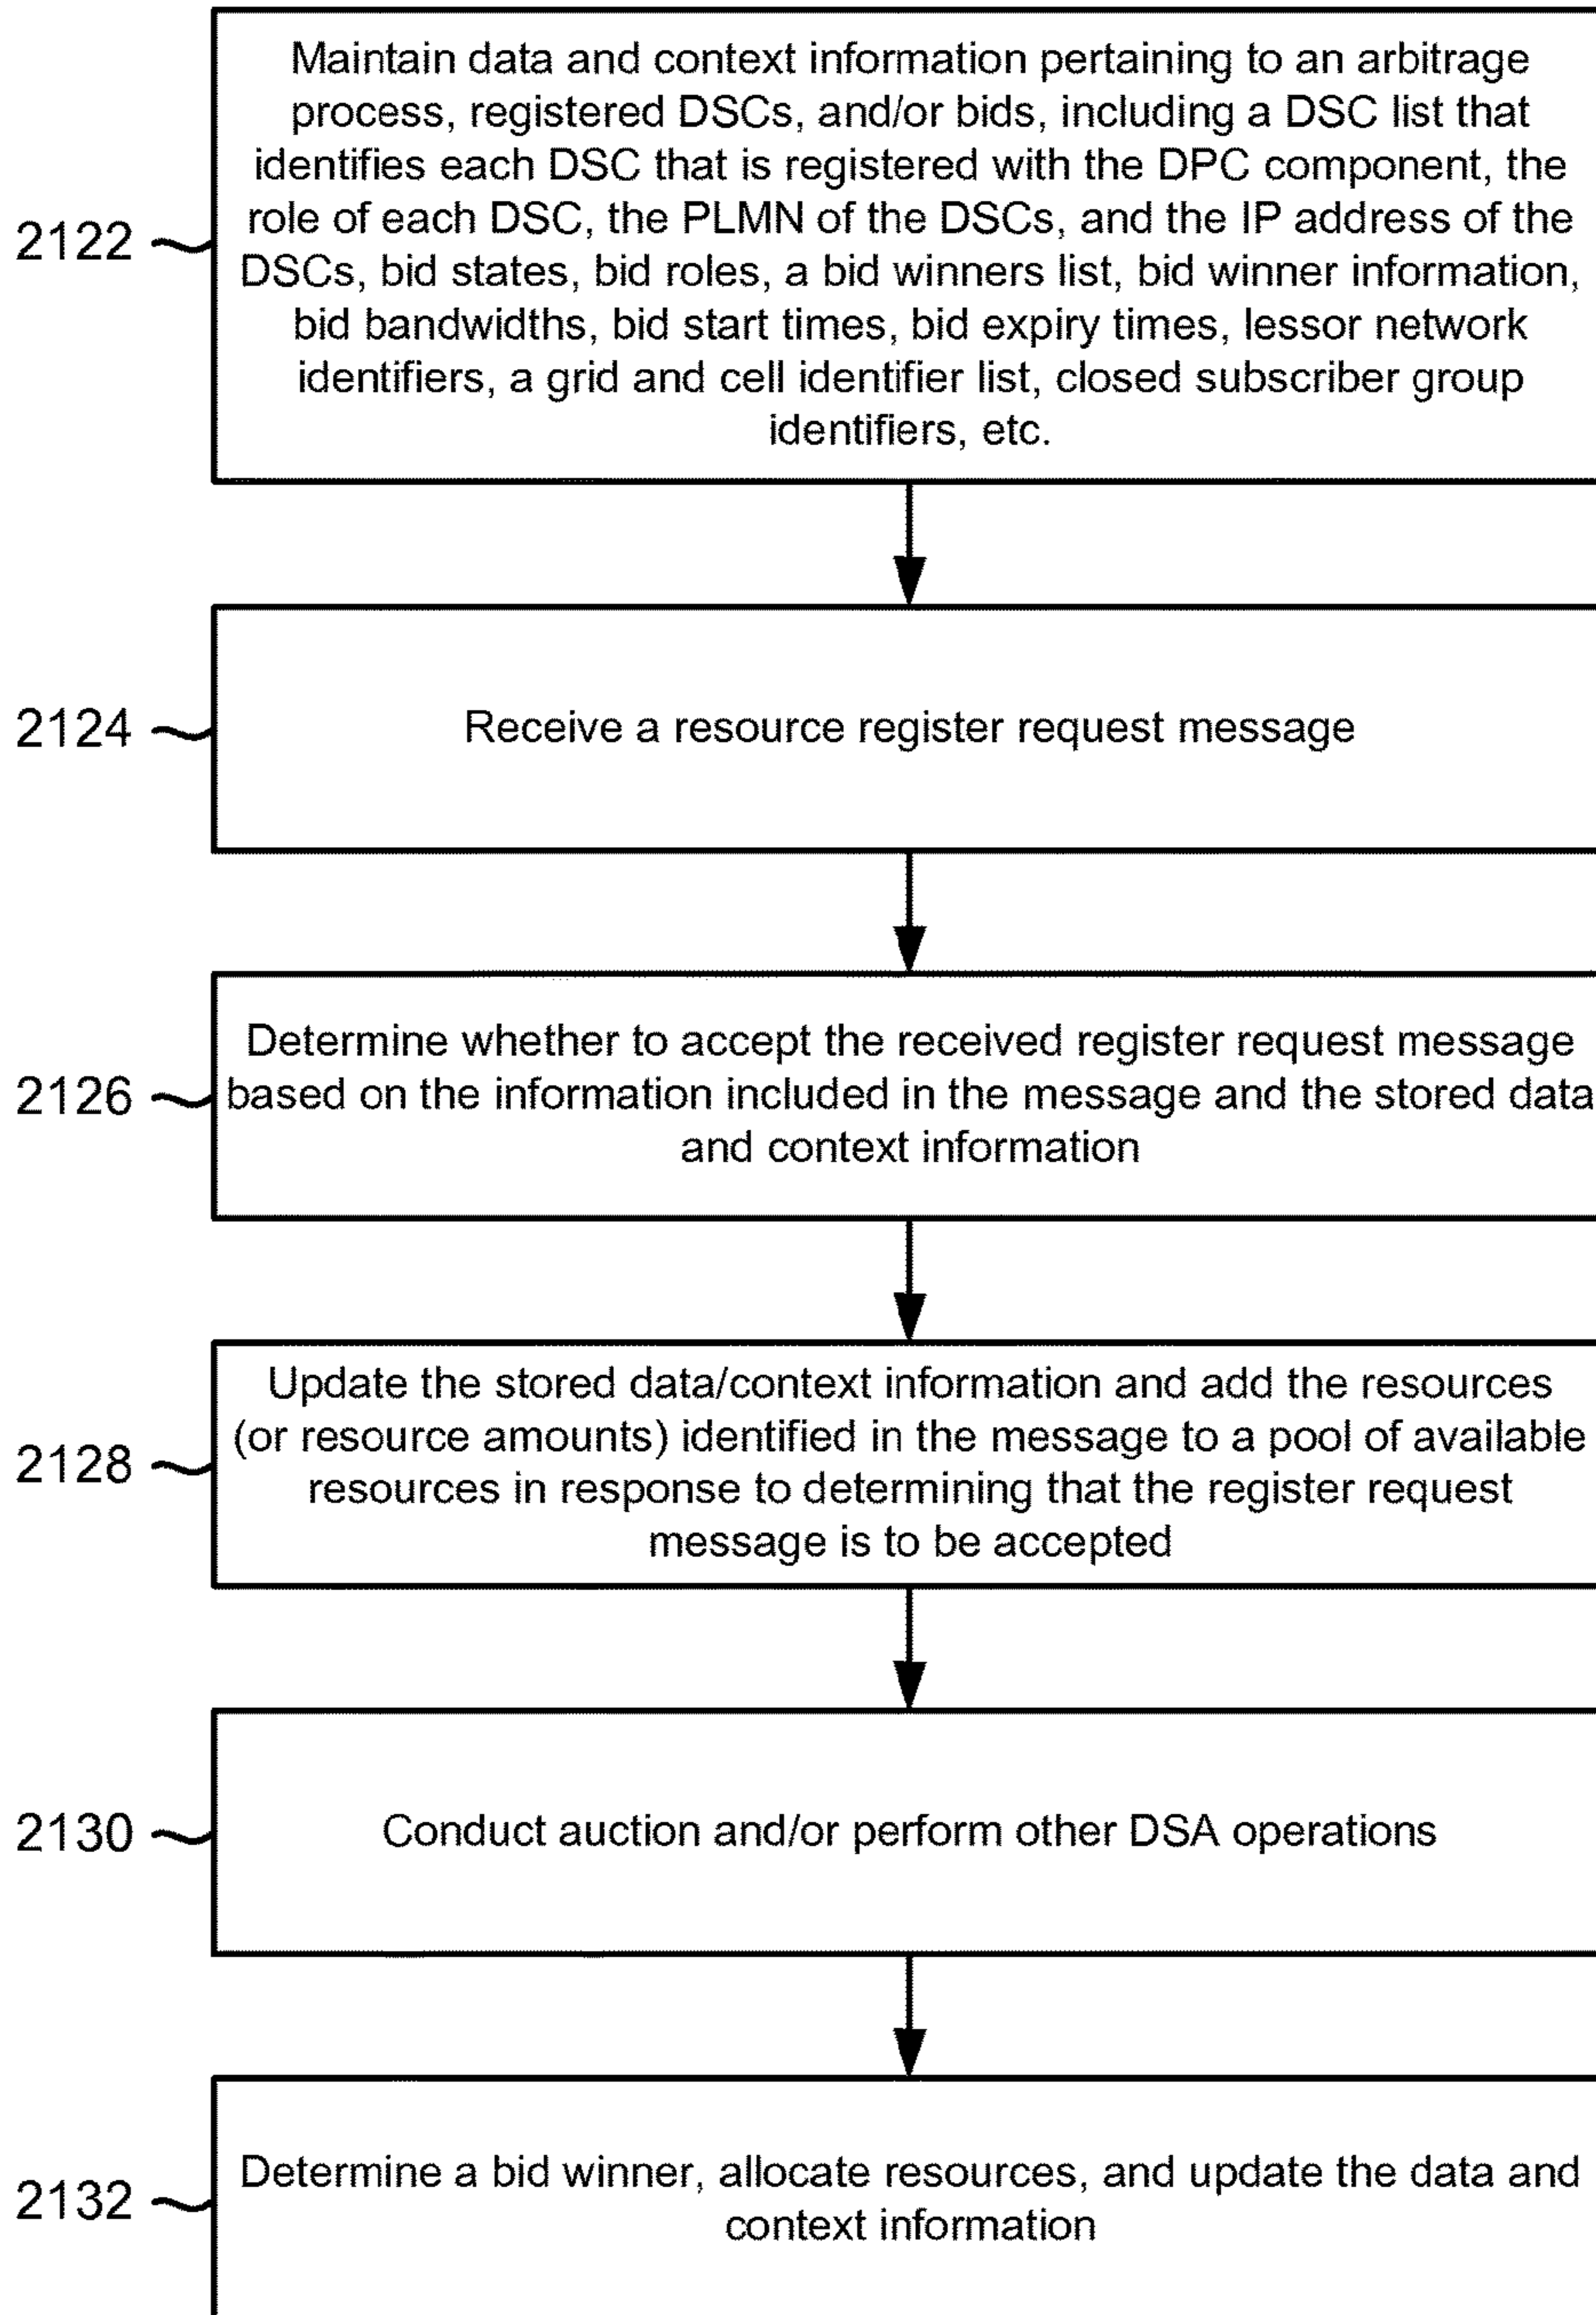 Maintain data and context information pertaining to an arbitrage
process, registered DSCs, and/or bids, including a DSC list that
identifies each DSC that is registered with the DPC component, the
role of each DSC, the PLMN of the DSCs, and the IP address of the
2122
DSCs, bid states, bid roles, a bid winners list, bid winner information,
bid bandwidths, bid start times, bid expiry times, lessor network
identifiers, a grid and cell identifier list, closed subscriber group
identifiers, etc.
2124
Receive a resource register request message
Determine whether to accept the received register request message
2126
based on the information included in the message and the stored data
and context information
Update the stored data/context information and add the resources
(or resource amounts) identified in the message to a pool of available
2128
resources in response to determining that the register request
message is to be accepted
2130
Conduct auction and/or perform other DSA operations
2132
Determine a bid winner, allocate resources, and update the data and
context information